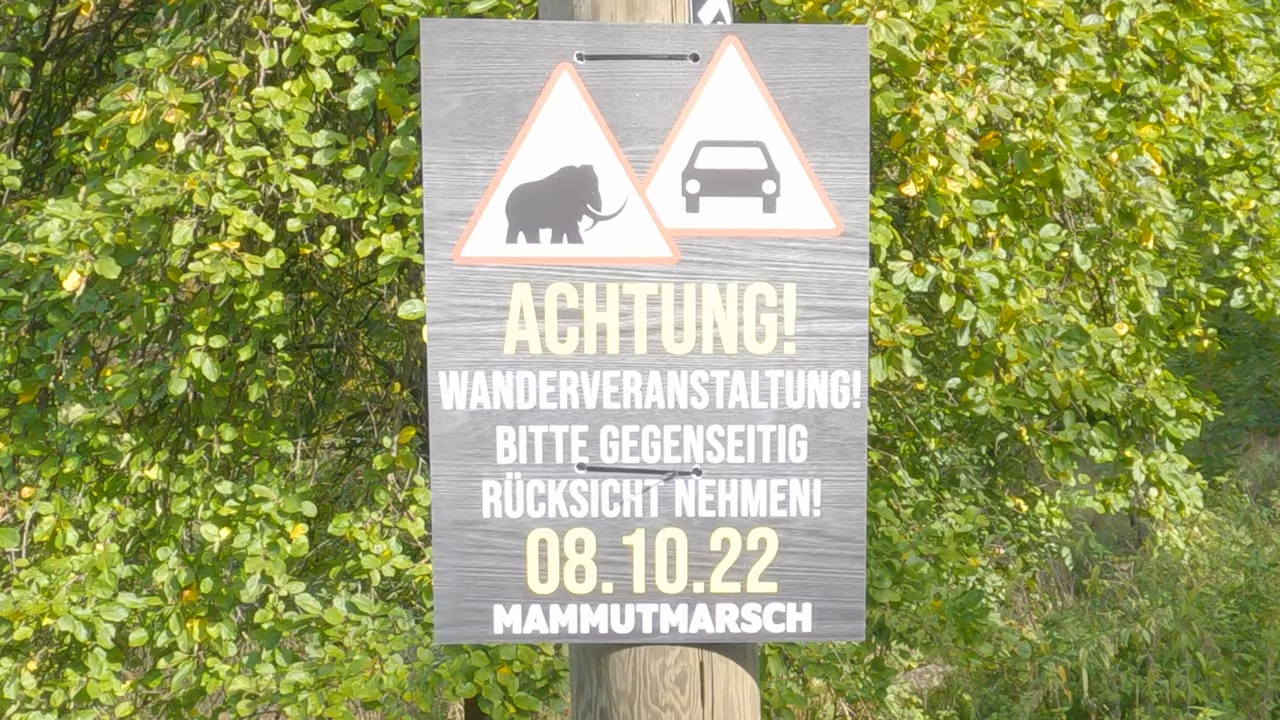 ACHTUNG!
WANDERVERANSTALTUNG!
BITTE GEGENSEITIG
RÜCKSICHT NEHMEN!
08.10.22
MAMMUTMARSCH